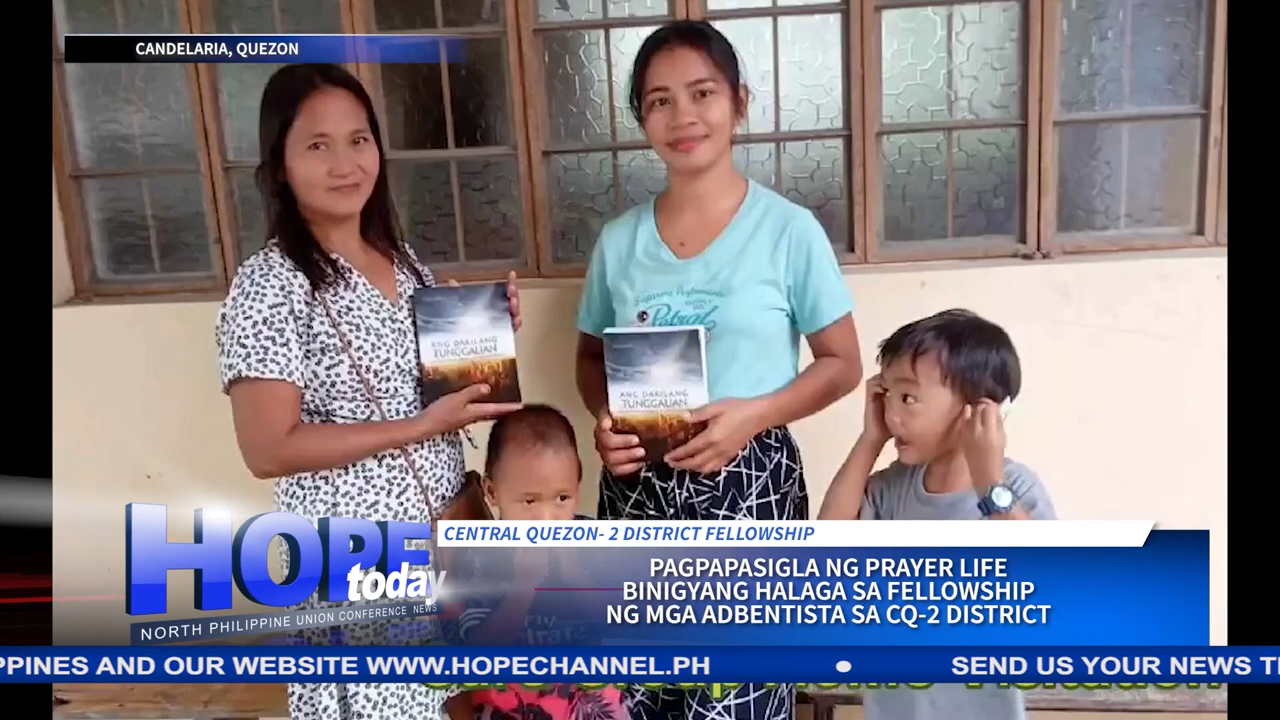 CANDELARIA, QUEZON
ANG DAKILANG
TUNGGALIAN
Petrol
ANG DAKILANG
TUNGGALIAN
HOPE
today
NORTH PHILIPPINE UNION CONFERENCE NEWS
CENTRAL QUEZON- 2 DISTRICT FELLOWSHIP
PAGPAPASIGLA NG PRAYER LIFE
BINIGYANG HALAGA SA FELLOWSHIP
NG MGA ADBENTISTA SA CQ-2 DISTRICT
PPINES AND OUR WEBSITE WWW.HOPECHANNEL.PH • SEND US YOUR NEWS